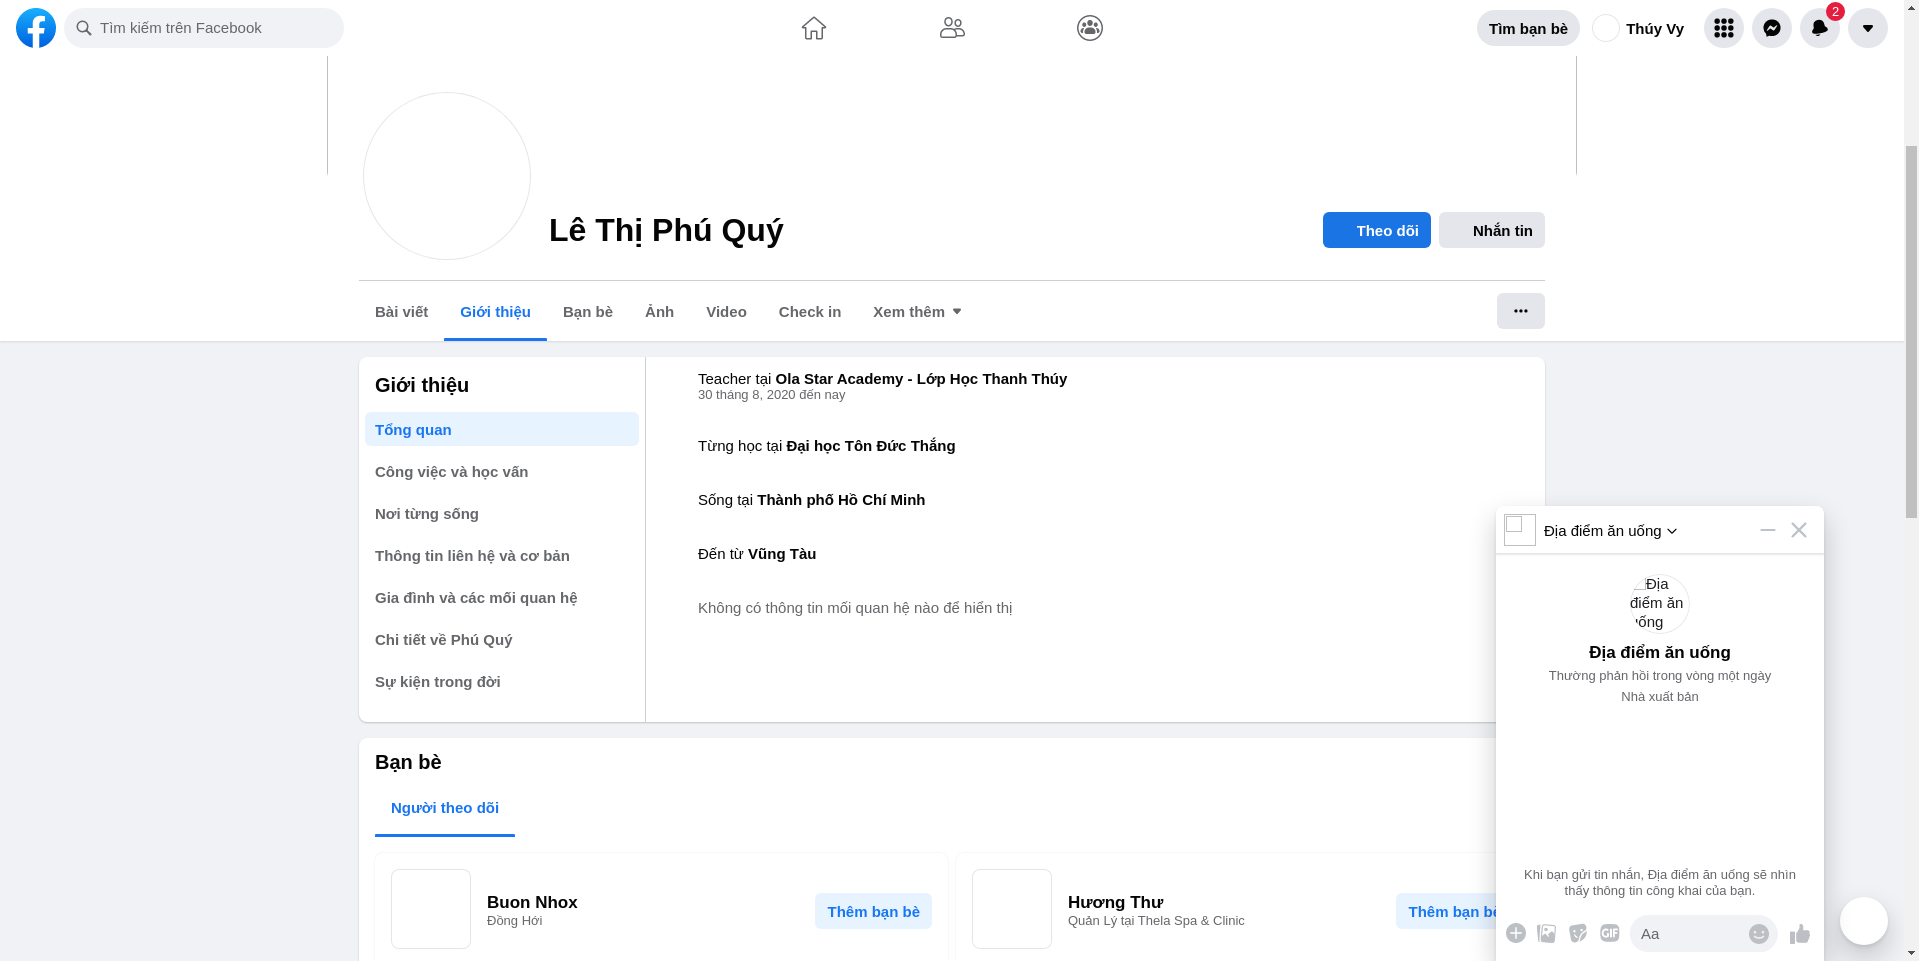 Tìm kiếm trên Facebook
Tìm bạn bè
Thúy Vy
2
Lê Thị Phú Quý
Theo dõi
Nhắn tin
Bài viết
Giới thiệu
Bạn bè
Ảnh
Video
Check in
Xem thêm
Giới thiệu
Tổng quan
Công việc và học vấn
Nơi từng sống
Thông tin liên hệ và cơ bản
Gia đình và các mối quan hệ
Chi tiết về Phú Quý
Sự kiện trong đời
Teacher tại Ola Star Academy - Lớp Học Thanh Thúy
30 tháng 8, 2020 đến nay
Từng học tại Đại học Tôn Đức Thắng
Sống tại Thành phố Hồ Chí Minh
Đến từ Vũng Tàu
Không có thông tin mối quan hệ nào để hiển thị
Bạn bè
Người theo dõi
Buon Nhox
Đồng Hới
Thêm bạn bè
Hương Thư
Quản Lý tại Thela Spa & Clinic
Thêm bạn bè
Địa điểm ăn uống
Địa
điểm ăn
uống
Địa điểm ăn uống
Thường phản hồi trong vòng một ngày
Nhà xuất bản
Khi bạn gửi tin nhắn, Địa điểm ăn uống sẽ nhìn
thấy thông tin công khai của bạn.
GIF
Aa